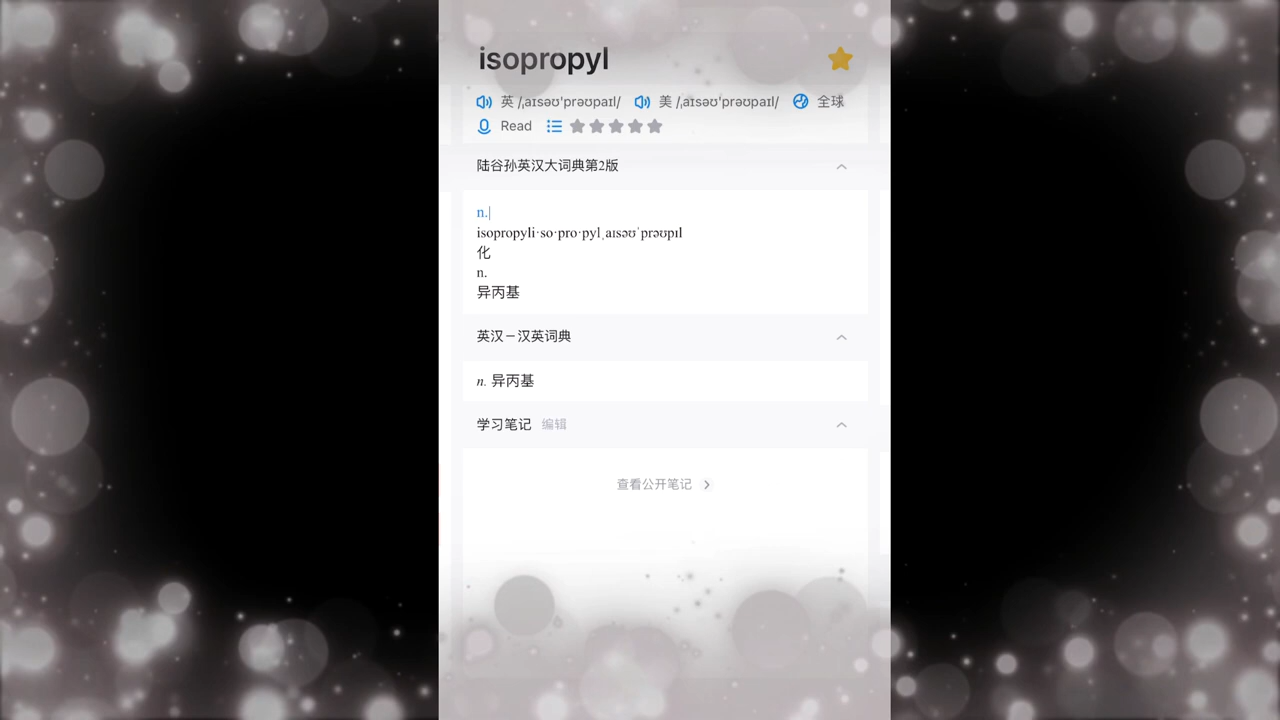 isopropyl
英 /ˌaɪsəʊˈprəʊpaɪl/ 美 /ˌaɪsəʊˈprəʊpaɪl/ 全球
Read
陆谷孙英汉大词典第2版
n.|
isopropyli·so·pro·pylˌaɪsəʊˈprəʊpɪl
化
n.
异丙基
英汉－汉英词典
n. 异丙基
学习笔记 编辑
查看公开笔记